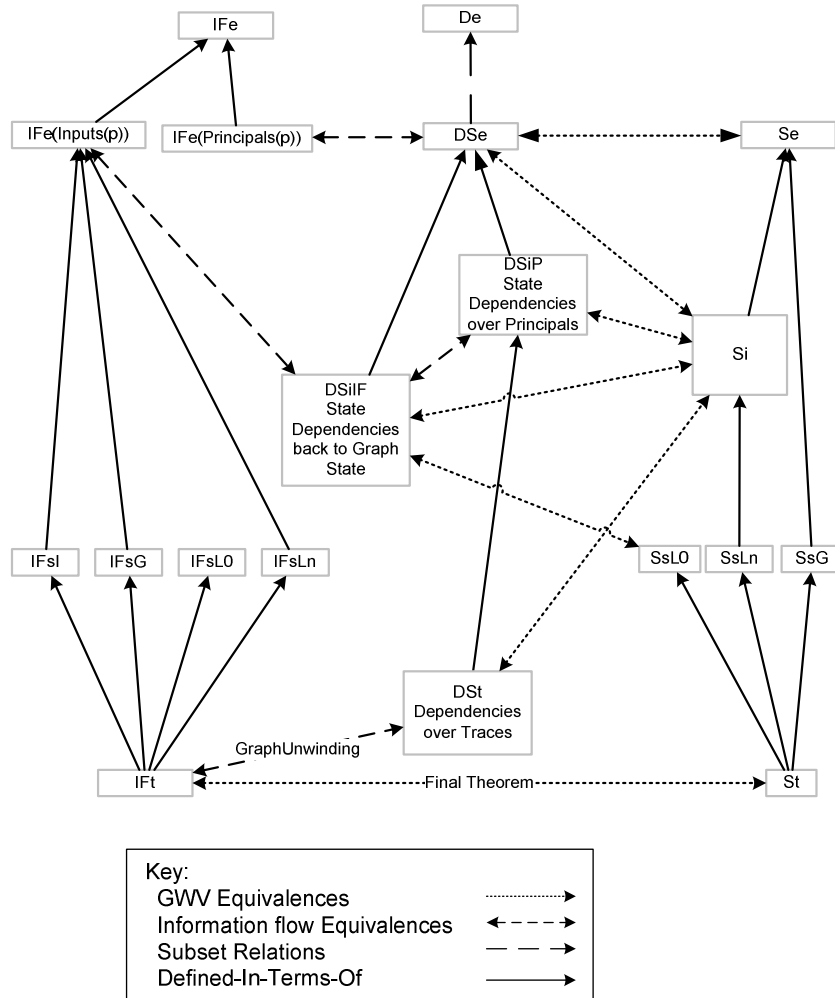 IFe
De
IFe(Inputs(p))
IFe(Principals(p))
DSe
Se
DSiP
State
Dependencies
over Principals
Si
DSiIF
State
Dependencies
back to Graph
State
IFsI
IFsG
IFsL0
IFsLn
SsL0
SsLn
SsG
DSt
Dependencies
over Traces
GraphUnwinding
IFt
Final Theorem
St
Key:
GWV Equivalences
Information flow Equivalences
Subset Relations
Defined-In-Terms-Of